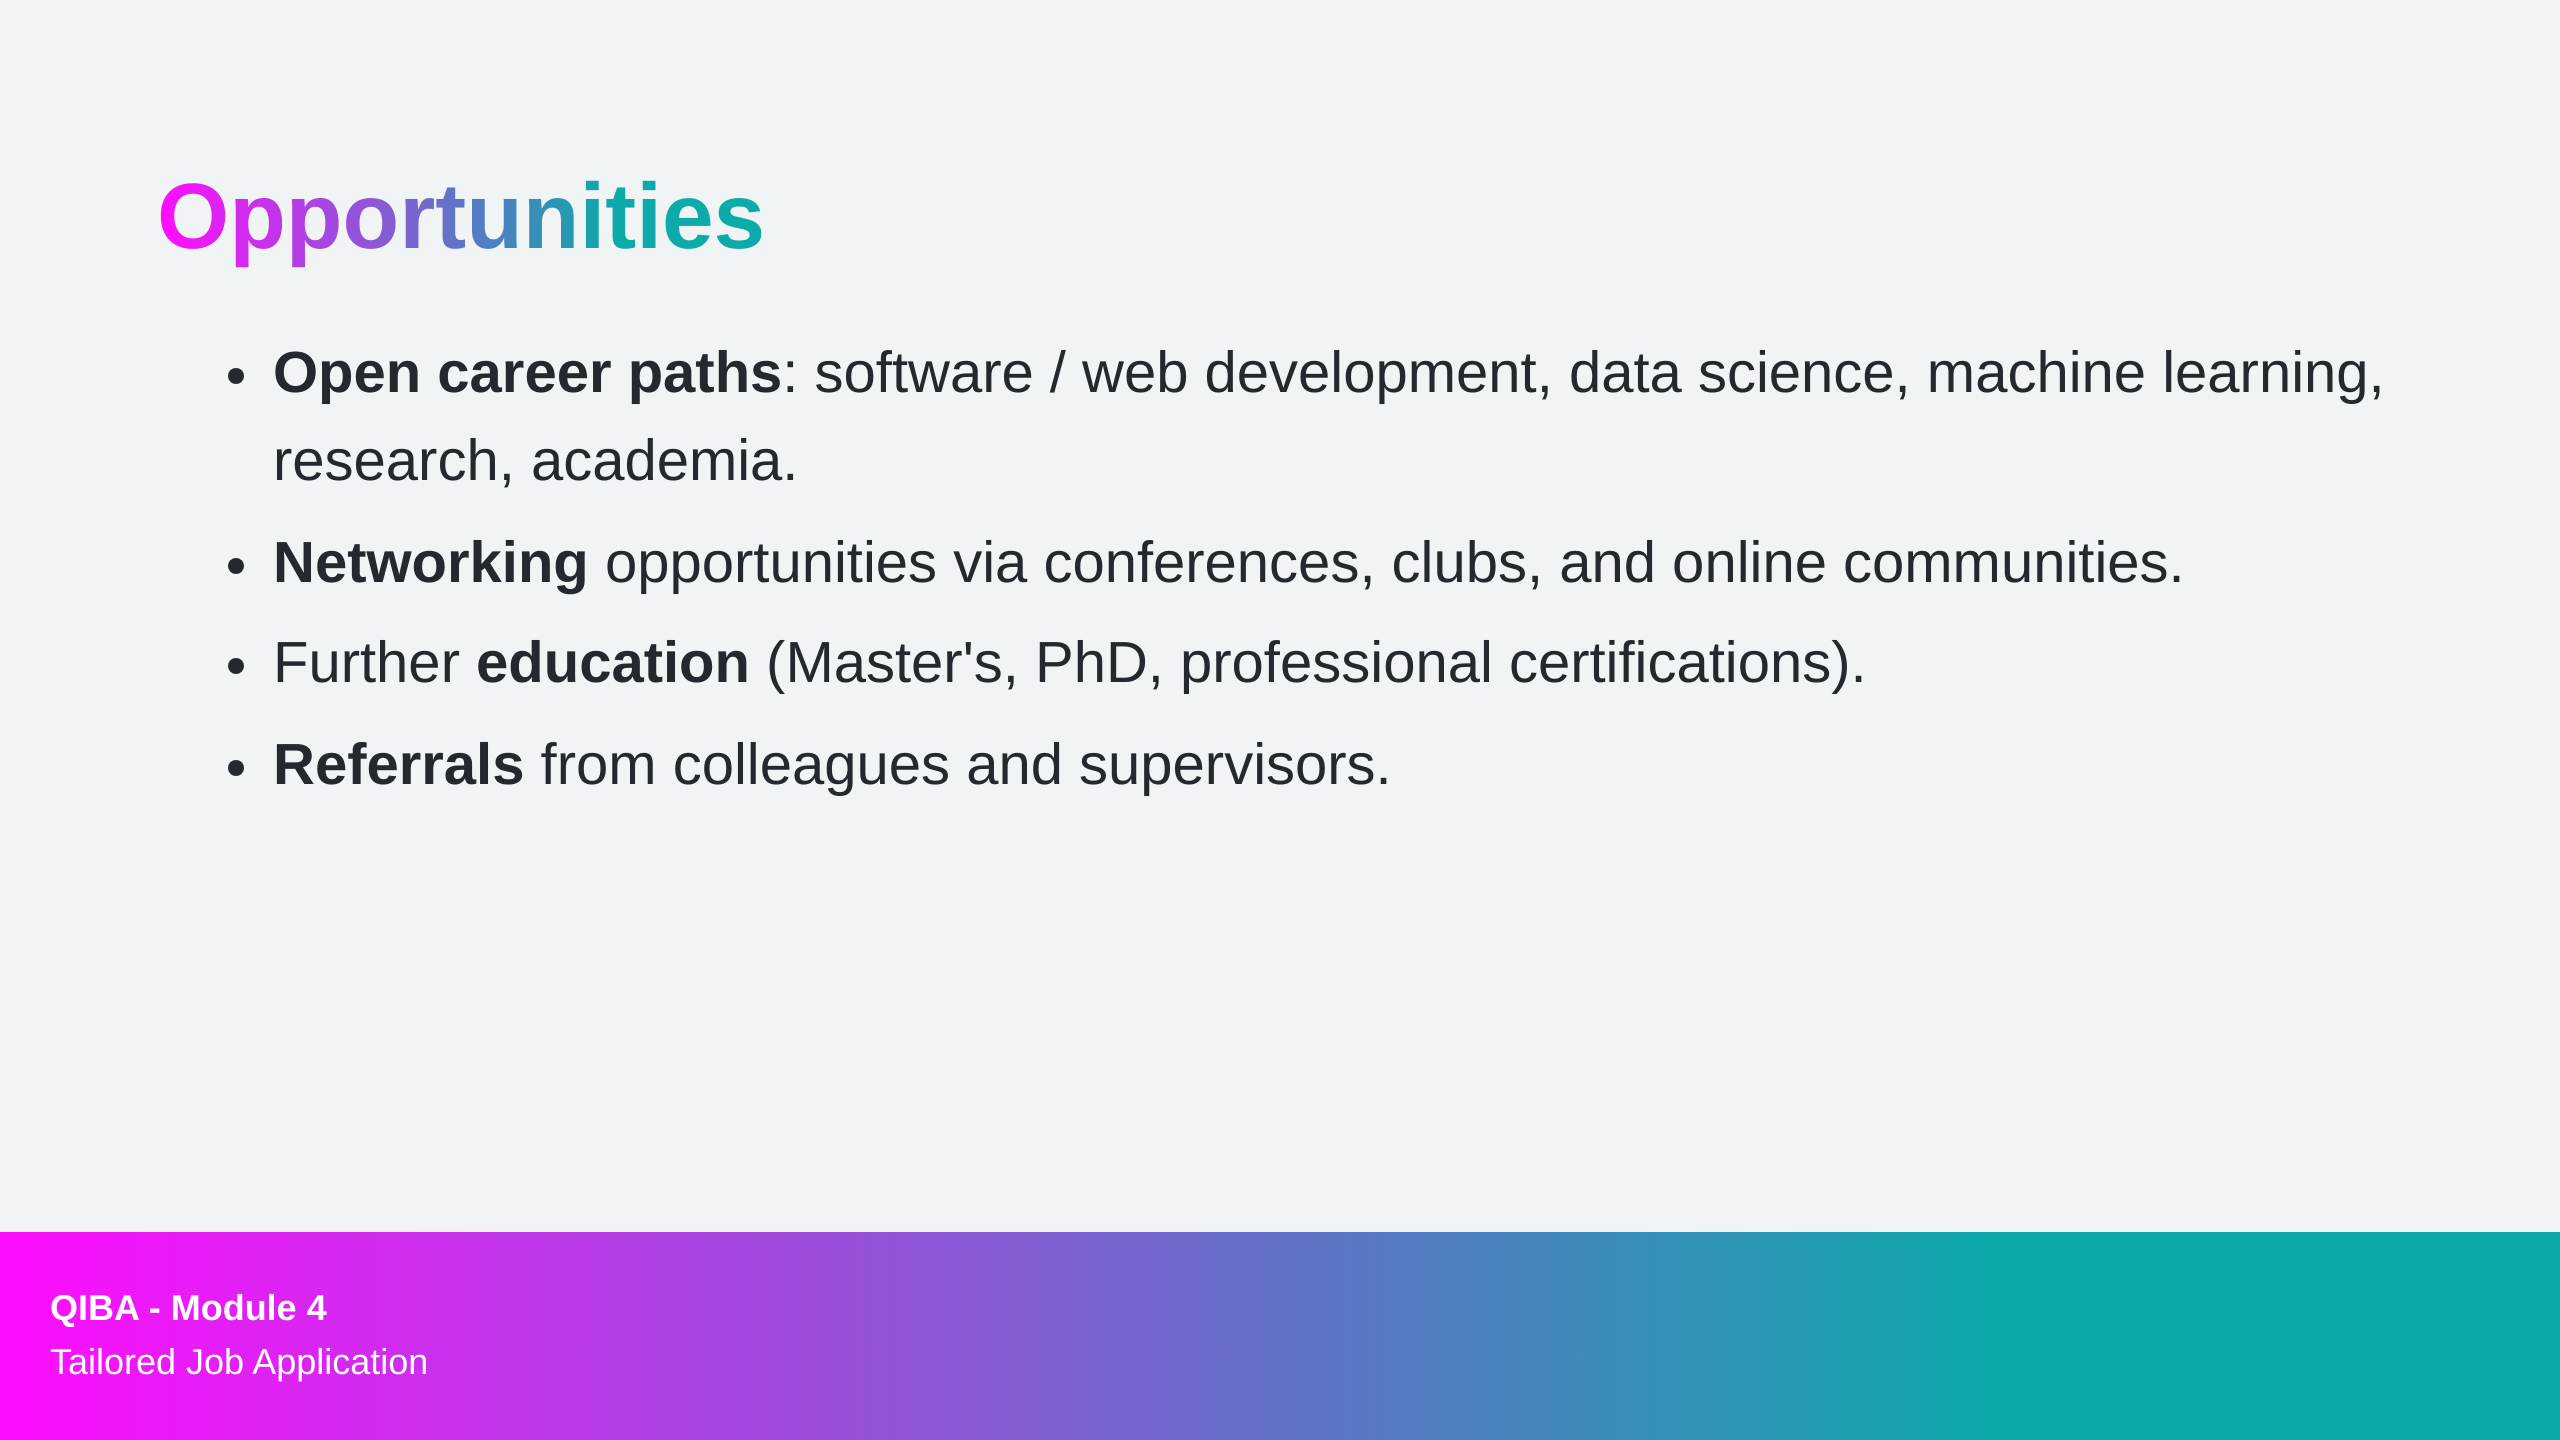 Opportunities
• Open career paths: software / web development, data science, machine learning,
research, academia.
• Networking opportunities via conferences, clubs, and online communities.
• Further education (Master's, PhD, professional certifications).
• Referrals from colleagues and supervisors.
QIBA - Module 4
Tailored Job Application